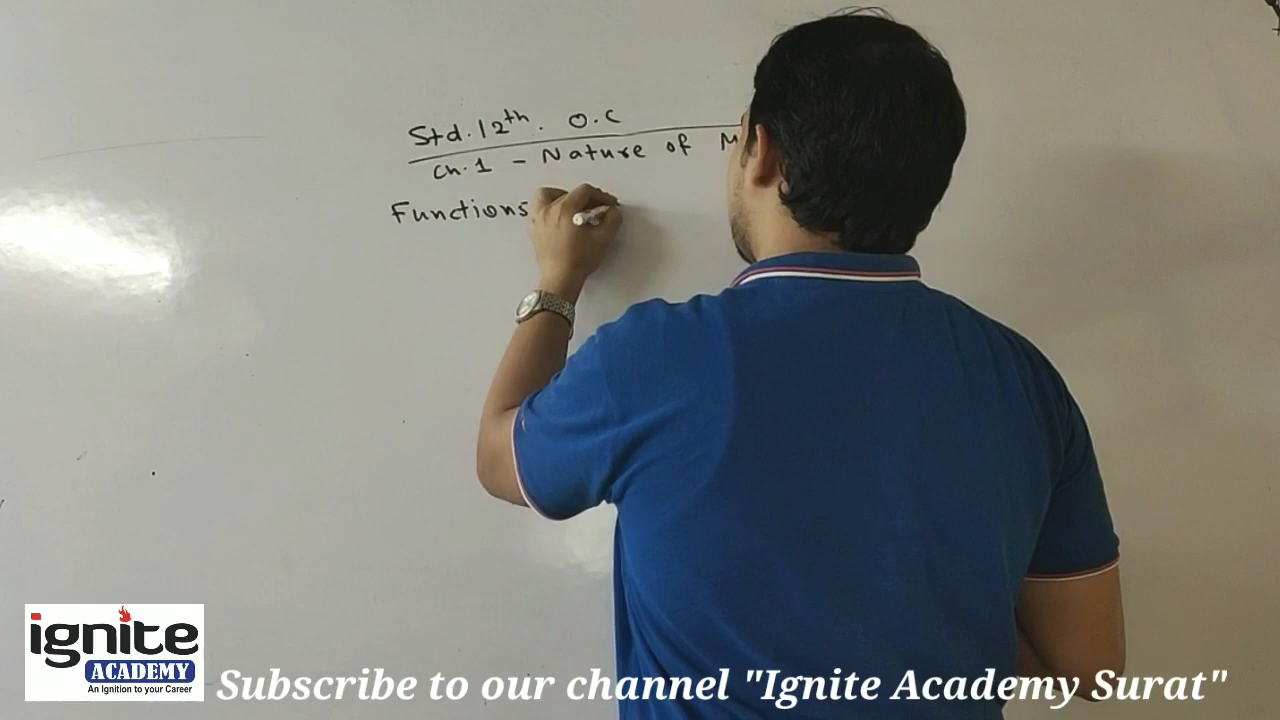 Std. 12th. O.C
Ch. 1 - Nature of M
Functions
ignite
ACADEMY
An Ignition to your Career
Subscribe to our channel "Ignite Academy Surat"